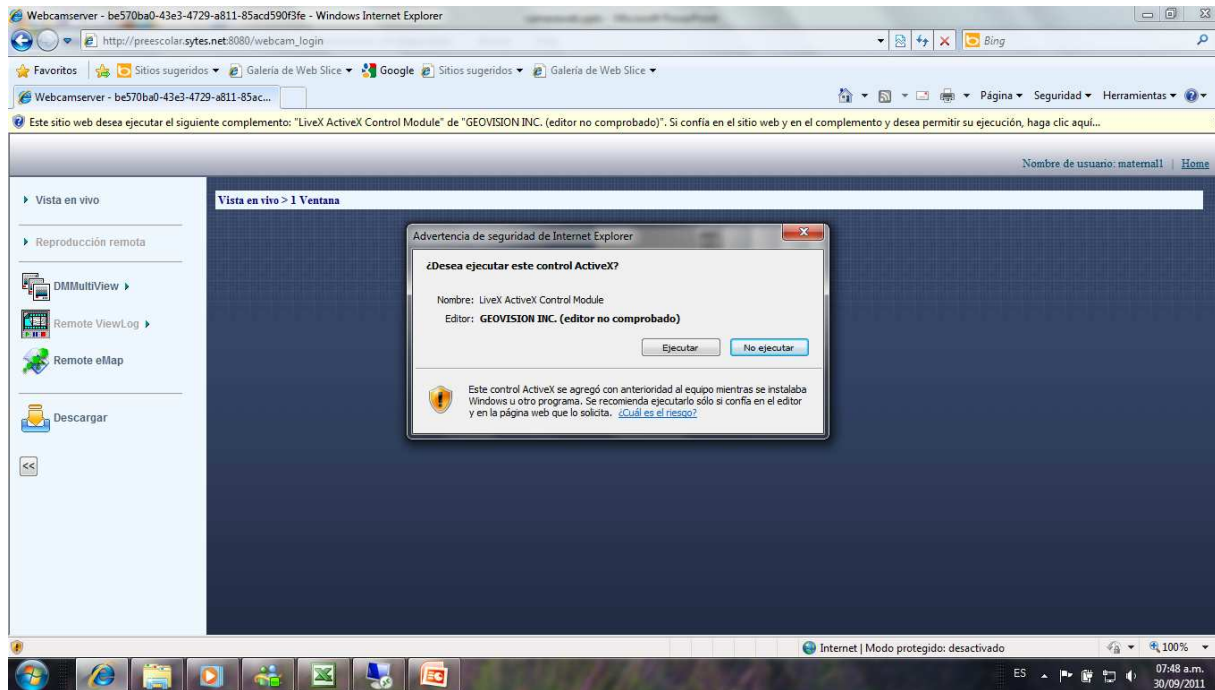 Webcamserver - be570ba0-43e3-4729-a811-85acd590f3fe - Windows Internet Explorer
http://preescolar.sytes.net:8080/webcam_login
Bing
Favoritos Sitios sugeridos Galería de Web Slice Google Sitios sugeridos Galería de Web Slice
Webcamserver - be570ba0-43e3-4729-a811-85ac...
Página Seguridad Herramientas
Este sitio web desea ejecutar el siguiente complemento: "LiveX ActiveX Control Module" de "GEOVISION INC. (editor no comprobado)". Si confía en el sitio web y en el complemento y desea permitir su ejecución, haga clic aquí...
Nombre de usuario: maternal1 | Home
Vista en vivo
Vista en vivo > 1 Ventana
Reproducción remota
DMMultiView
Remote ViewLog
Remote eMap
Descargar
<<
Advertencia de seguridad de Internet Explorer
¿Desea ejecutar este control ActiveX?
Nombre: LiveX ActiveX Control Module
Editor: GEOVISION INC. (editor no comprobado)
Ejecutar No ejecutar
Este control ActiveX se agregó con anterioridad al equipo mientras se instalaba
Windows u otro programa. Se recomienda ejecutarlo sólo si confía en el editor
y en la página web que lo solicita. ¿Cuál es el riesgo?
Internet | Modo protegido: desactivado
100%
ES
07:48 a.m.
30/09/2011